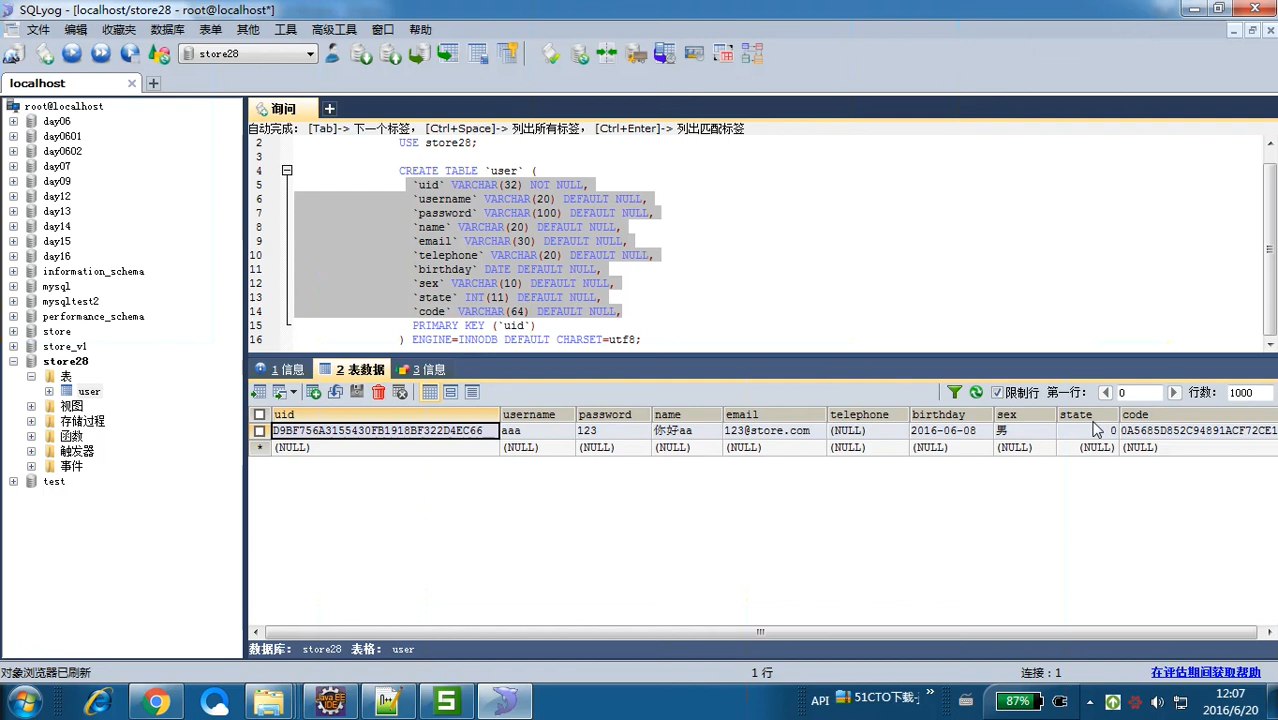 SQLyog - [localhost/store28 - root@localhost*]
文件 编辑 收藏夹 数据库 表单 其他 工具 高级工具 窗口 帮助
store28
localhost
root@localhost
day06
day0601
day0602
day07
day09
day12
day13
day14
day15
day16
information_schema
mysql
mysqltest2
performance_schema
store
store_v1
store28
表
user
视图
存储过程
函数
触发器
事件
test
询问
自动完成: [Tab]-> 下一个标签, [Ctrl+Space]-> 列出所有标签, [Ctrl+Enter]-> 列出匹配标签
2 USE store28;
3
4 CREATE TABLE `user` (
5 `uid` VARCHAR(32) NOT NULL,
6 `username` VARCHAR(20) DEFAULT NULL,
7 `password` VARCHAR(100) DEFAULT NULL,
8 `name` VARCHAR(20) DEFAULT NULL,
9 `email` VARCHAR(30) DEFAULT NULL,
10 `telephone` VARCHAR(20) DEFAULT NULL,
11 `birthday` DATE DEFAULT NULL,
12 `sex` VARCHAR(10) DEFAULT NULL,
13 `state` INT(11) DEFAULT NULL,
14 `code` VARCHAR(64) DEFAULT NULL,
15 PRIMARY KEY (`uid`)
16 ) ENGINE=INNODB DEFAULT CHARSET=utf8;
1 信息 2 表数据 3 信息
限制行 第一行: 0 行数: 1000
uid username password name email telephone birthday sex state code
D9BF756A3155430FB1918BF322D4EC66 aaa 123 你好aa 123@store.com (NULL) 2016-06-08 男 0 0A5685D852C94891ACF72CE1
* (NULL) (NULL) (NULL) (NULL) (NULL) (NULL) (NULL) (NULL) (NULL) (NULL)
数据库: store28 表格: user
对象浏览器已刷新 1 行 连接: 1 在评估期间获取帮助
Java EE
IDE
S
API 51CTO下载- » 87%
12:07
2016/6/20